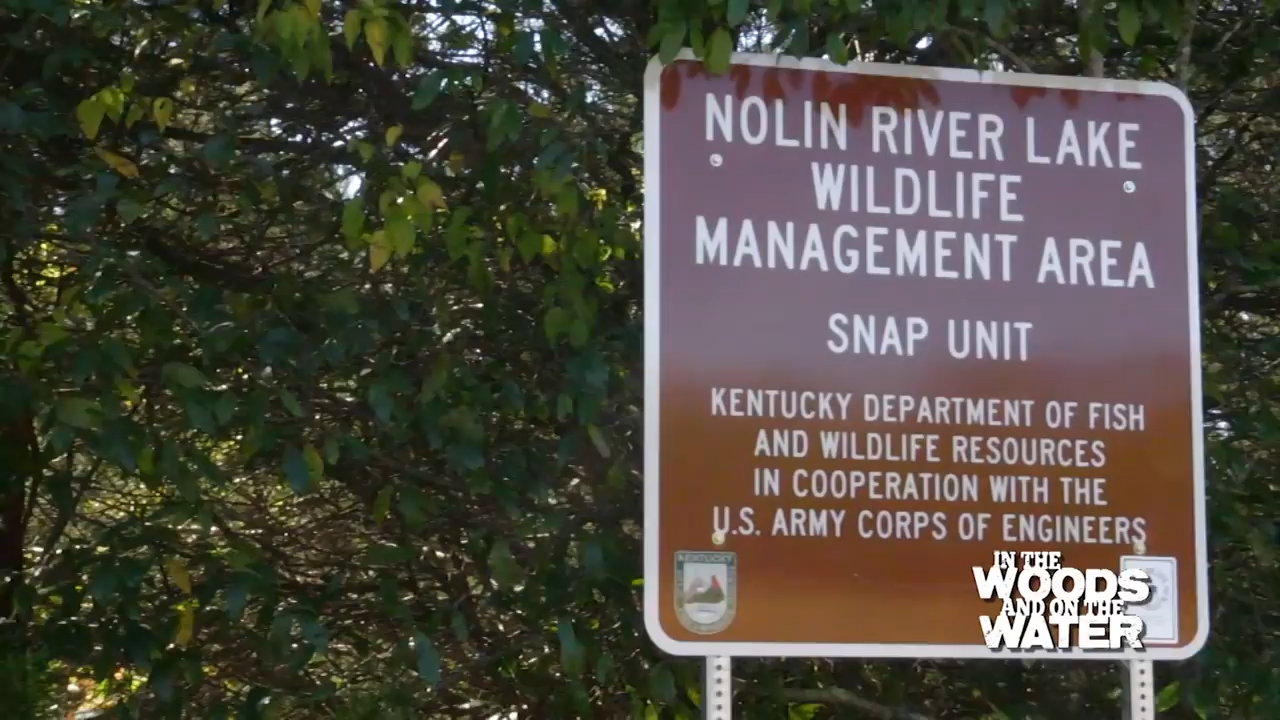 NOLIN RIVER LAKE
WILDLIFE
MANAGEMENT AREA
SNAP UNIT
KENTUCKY DEPARTMENT OF FISH
AND WILDLIFE RESOURCES
IN COOPERATION WITH THE
U.S. ARMY CORPS OF ENGINEERS
KENTUCKY
IN THE
WOODS
AND ON THE
WATER